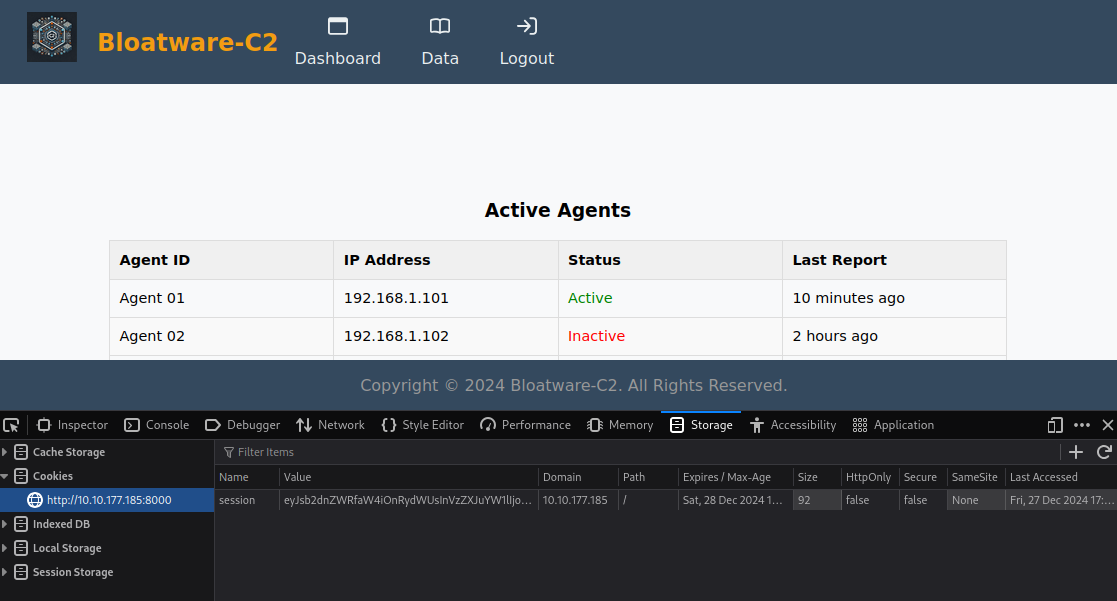 Bloatware-C2
Dashboard
Data
Logout
Active Agents
Agent ID IP Address Status Last Report
Agent 01 192.168.1.101 Active 10 minutes ago
Agent 02 192.168.1.102 Inactive 2 hours ago
Copyright © 2024 Bloatware-C2. All Rights Reserved.
Inspector Console Debugger Network Style Editor Performance Memory Storage Accessibility Application
Cache Storage
Cookies
http://10.10.177.185:8000
Indexed DB
Local Storage
Session Storage
Filter Items
Name Value Domain Path Expires / Max-Age Size HttpOnly Secure SameSite Last Accessed
session eyJsb2dnZWRfaW4iOnRydWUsInVzZXJuYW1lIjo... 10.10.177.185 / Sat, 28 Dec 2024 1... 92 false false None Fri, 27 Dec 2024 17:...